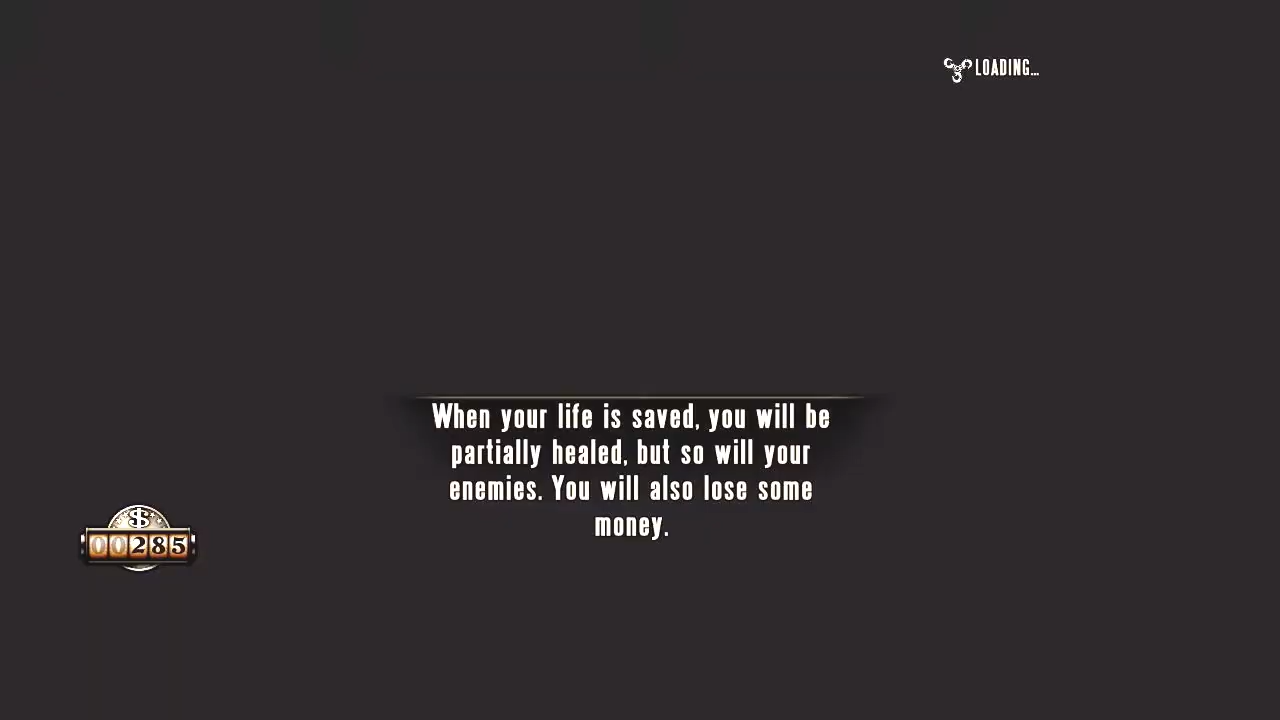 LOADING...
When your life is saved, you will be
partially healed, but so will your
enemies. You will also lose some
money.
$
00285